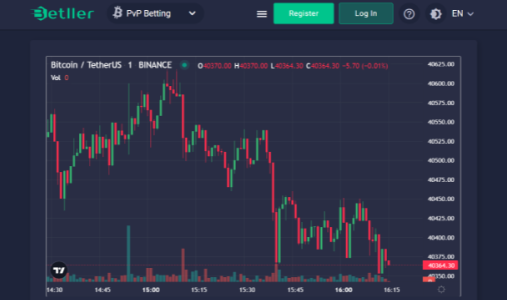 Betller
PvP Betting
Register
Log In
EN
Bitcoin / TetherUS 1 BINANCE O40370.00 H40370.00 L40364.30 C40364.30 -5.70 (-0.01%)
Vol 0
40625.00
40600.00
40575.00
40550.00
40525.00
40500.00
40475.00
40450.00
40425.00
40400.00
40375.00
40364.30
40350.00
14:30 14:45 15:00 15:15 15:30 15:45 16:00 16:15